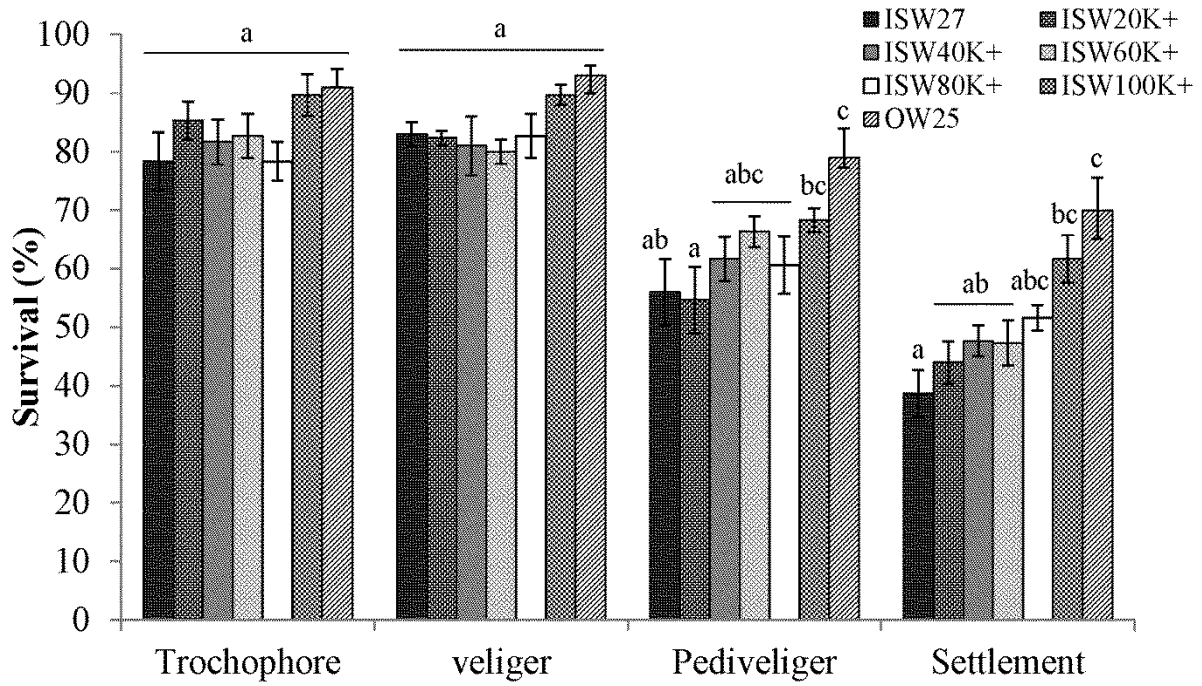 Survival (%)
100
90
80
70
60
50
40
30
20
10
0
a
a
ab
a
abc
bc
c
a
ab
abc
bc
c
ISW27 ISW20K+
ISW40K+ ISW60K+
ISW80K+ ISW100K+
OW25
Trochophore veliger Pediveliger Settlement